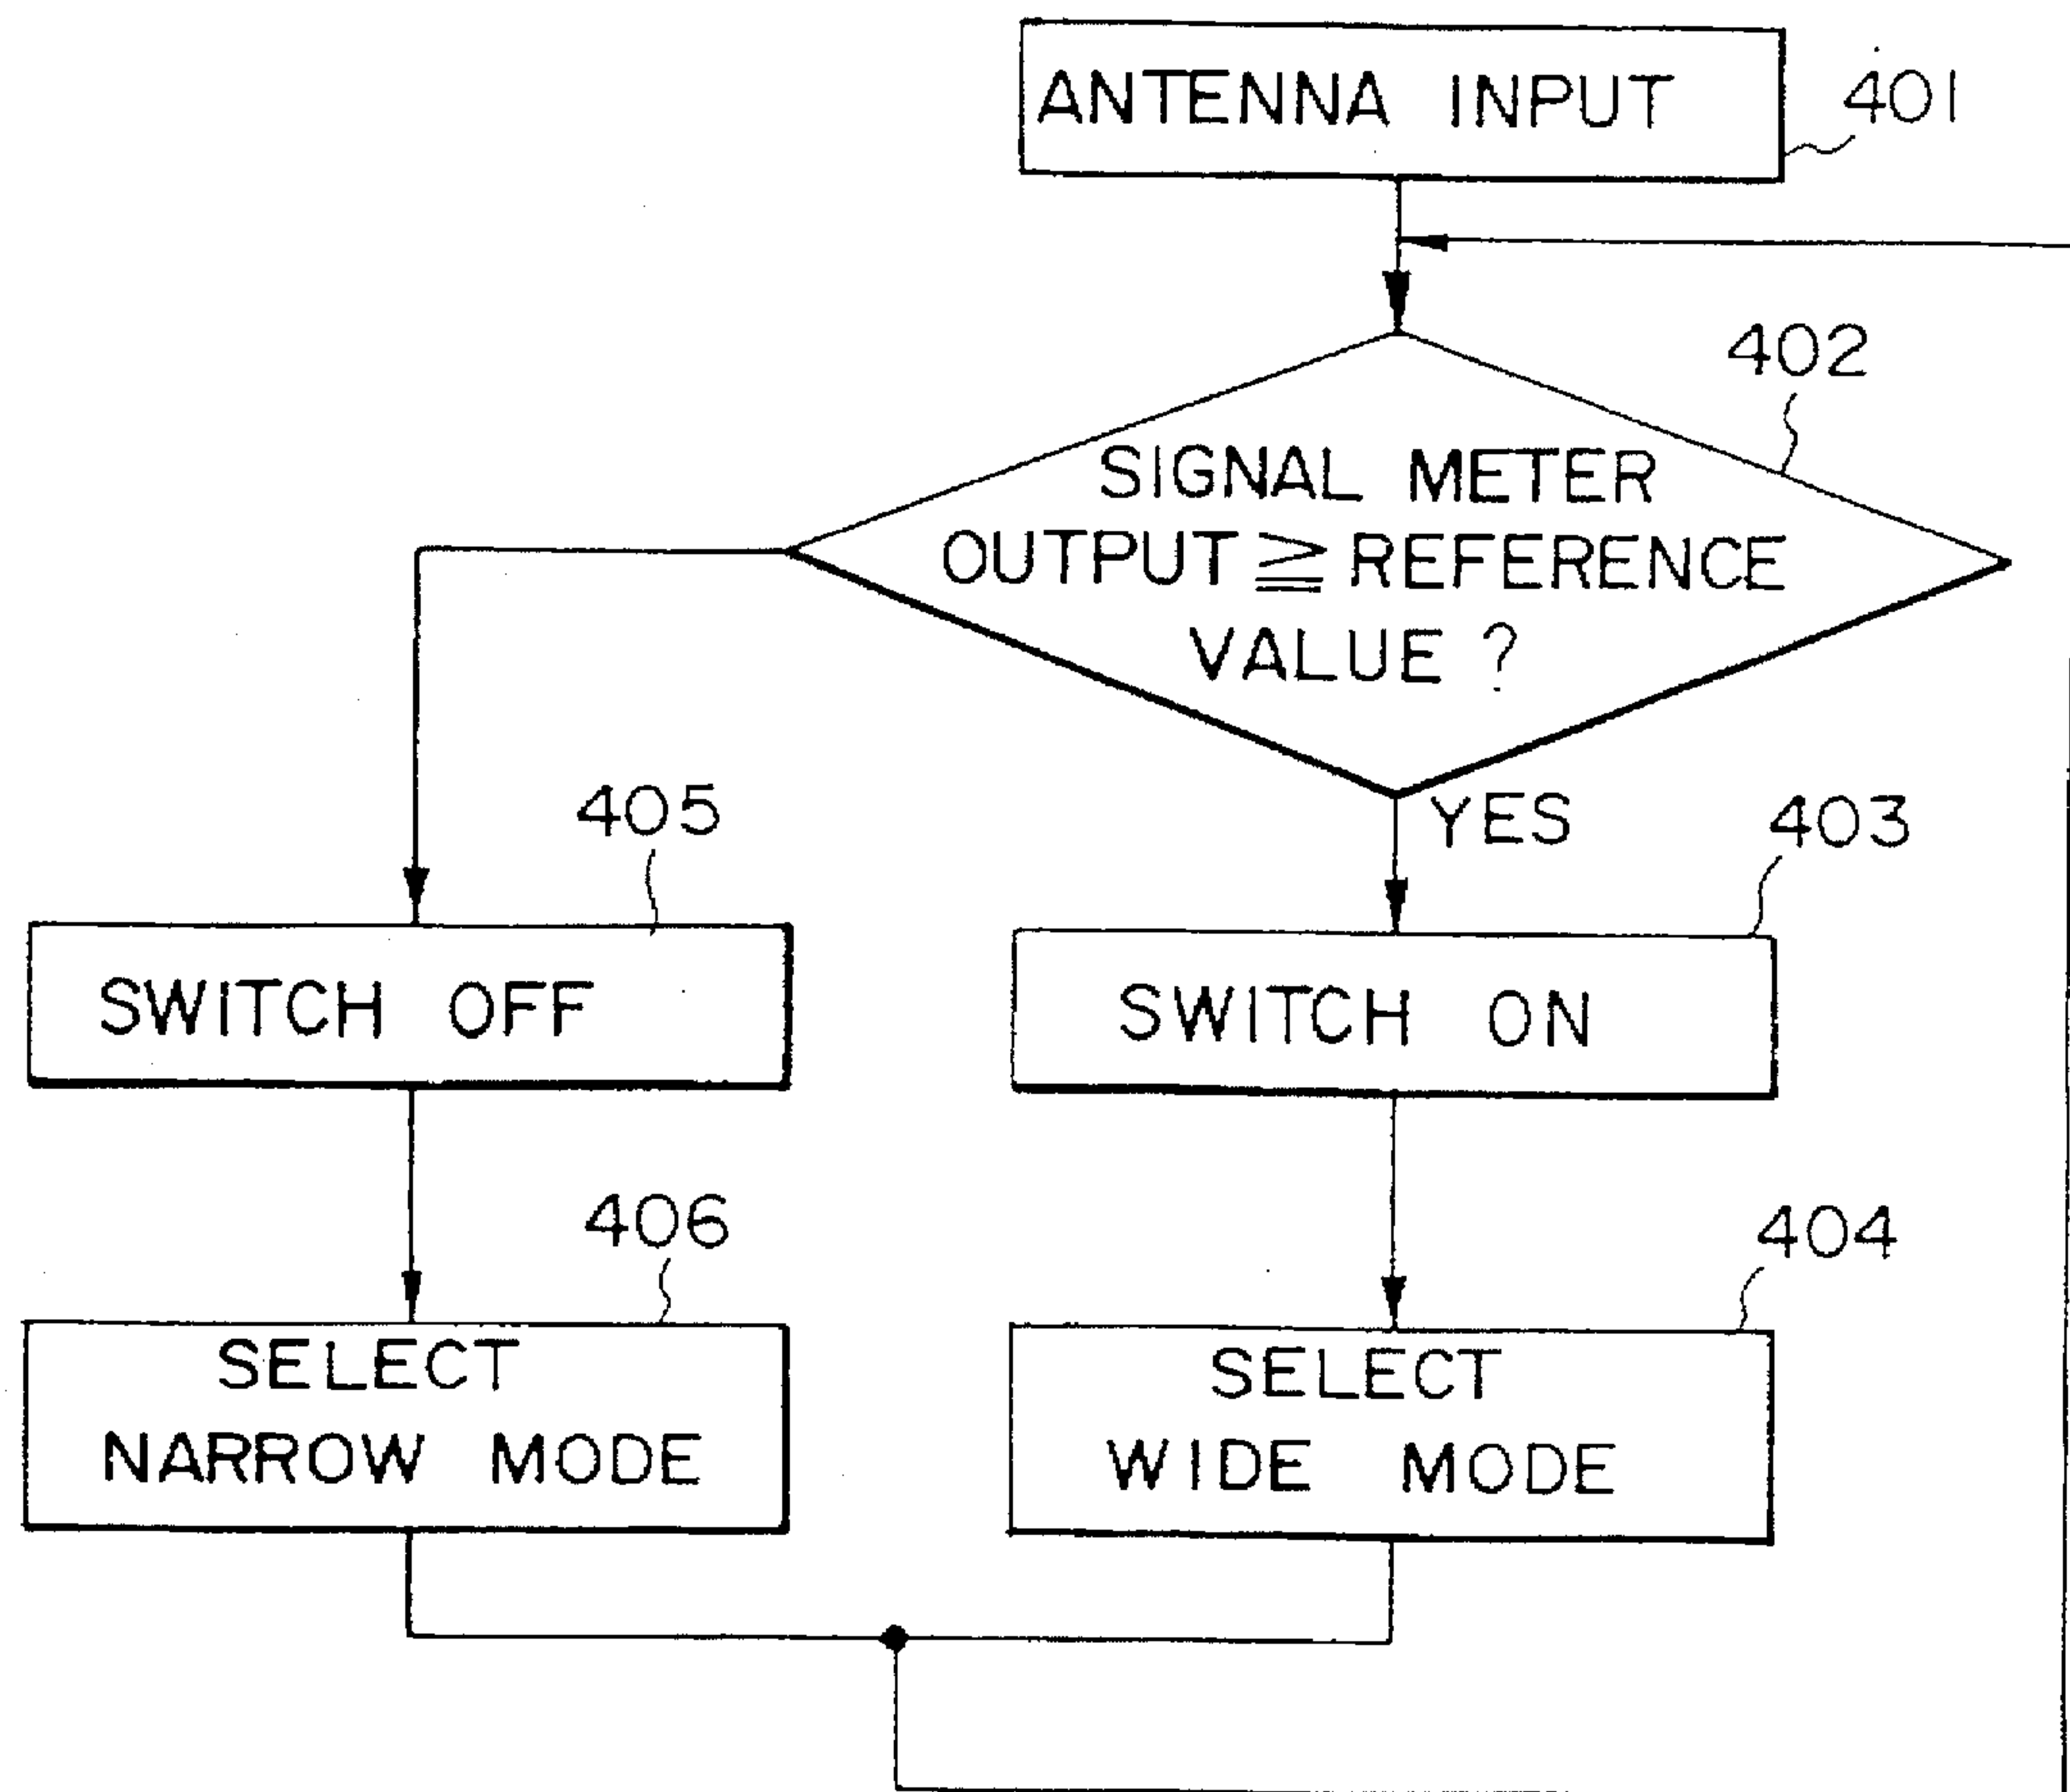 ANTENNA INPUT
401
402
SIGNAL METER
OUTPUT ≧ REFERENCE
VALUE ?
YES
405
403
SWITCH OFF
SWITCH ON
406
404
SELECT
NARROW MODE
SELECT
WIDE MODE